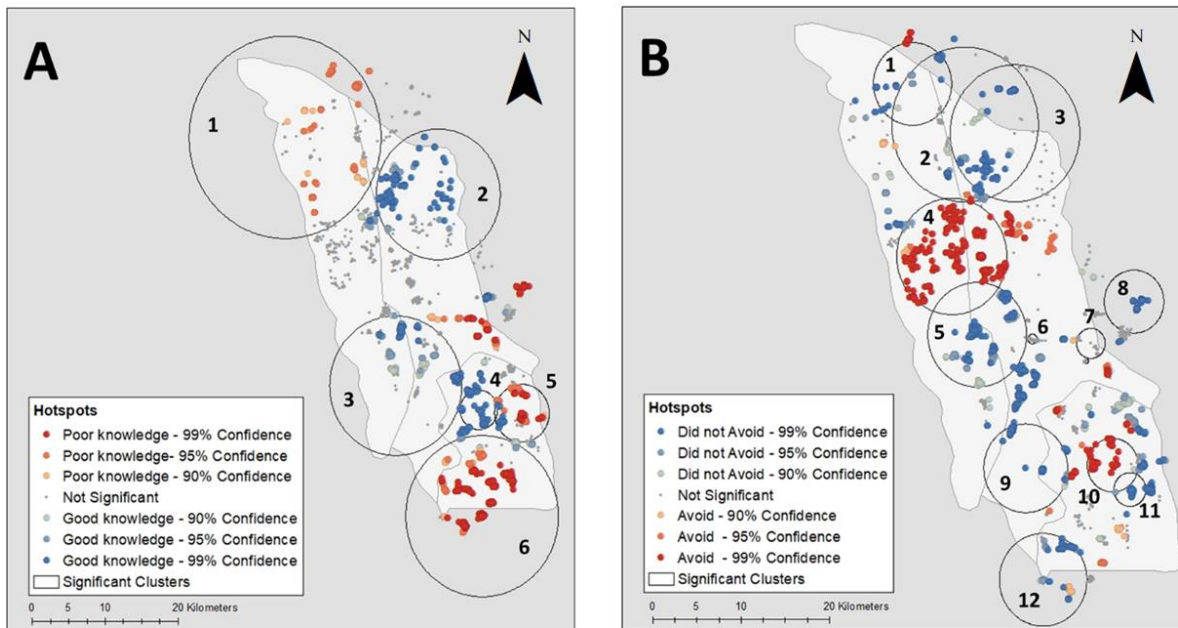 A
N
1
2
3
4
5
6
Hotspots
Poor knowledge - 99% Confidence
Poor knowledge- 95% Confidence
Poor knowledge - 90% Confidence
Not Significant
Good knowledge - 90% Confidence
Good knowledge - 95% Confidence
Good knowledge - 99% Confidence
Significant Clusters
0 5 10 20 Kilometers
B
N
1
2
3
4
5
6
7
8
9
10
11
12
Hotspots
Did not Avoid - 99% Confidence
Did not Avoid - 95% Confidence
Did not Avoid - 90% Confidence
Not Significant
Avoid - 90% Confidence
Avoid - 95% Confidence
Avoid - 99% Confidence
Significant Clusters
0 5 10 20 Kilometers